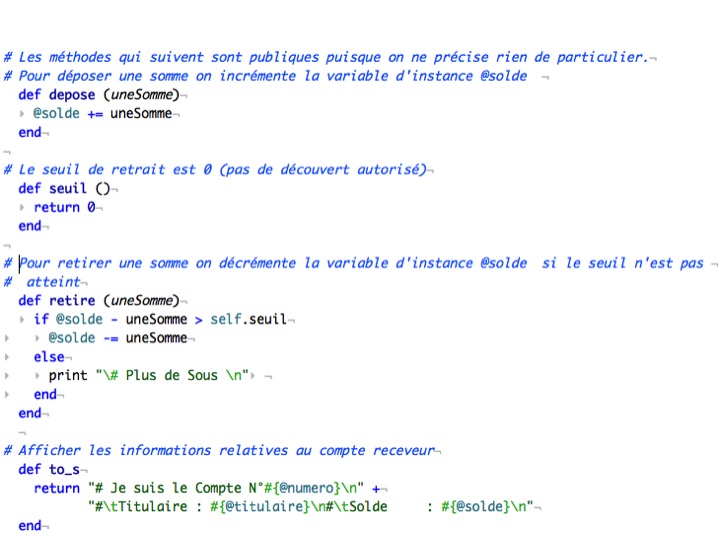 # Les méthodes qui suivent sont publiques puisque on ne précise rien de particulier.¬
# Pour déposer une somme on incrémente la variable d'instance @solde  ¬
  def depose (uneSomme)¬
    @solde += uneSomme¬
  end¬
¬
# Le seuil de retrait est 0 (pas de découvert autorisé)¬
  def seuil ()¬
    return 0¬
  end¬
¬
# Pour retirer une somme on décrémente la variable d'instance @solde  si le seuil n'est pas ¬
#  atteint¬
  def retire (uneSomme)¬
    if @solde - uneSomme > self.seuil¬
      @solde -= uneSomme¬
    else¬
      print "\# Plus de Sous \n"  ¬
    end¬
  end¬
  ¬
# Afficher les informations relatives au compte receveur¬
  def to_s¬
    return "# Je suis le Compte N°#{@numero}\n" +¬
           "#\tTitulaire : #{@titulaire}\n#\tSolde     : #{@solde}\n"¬
  end¬